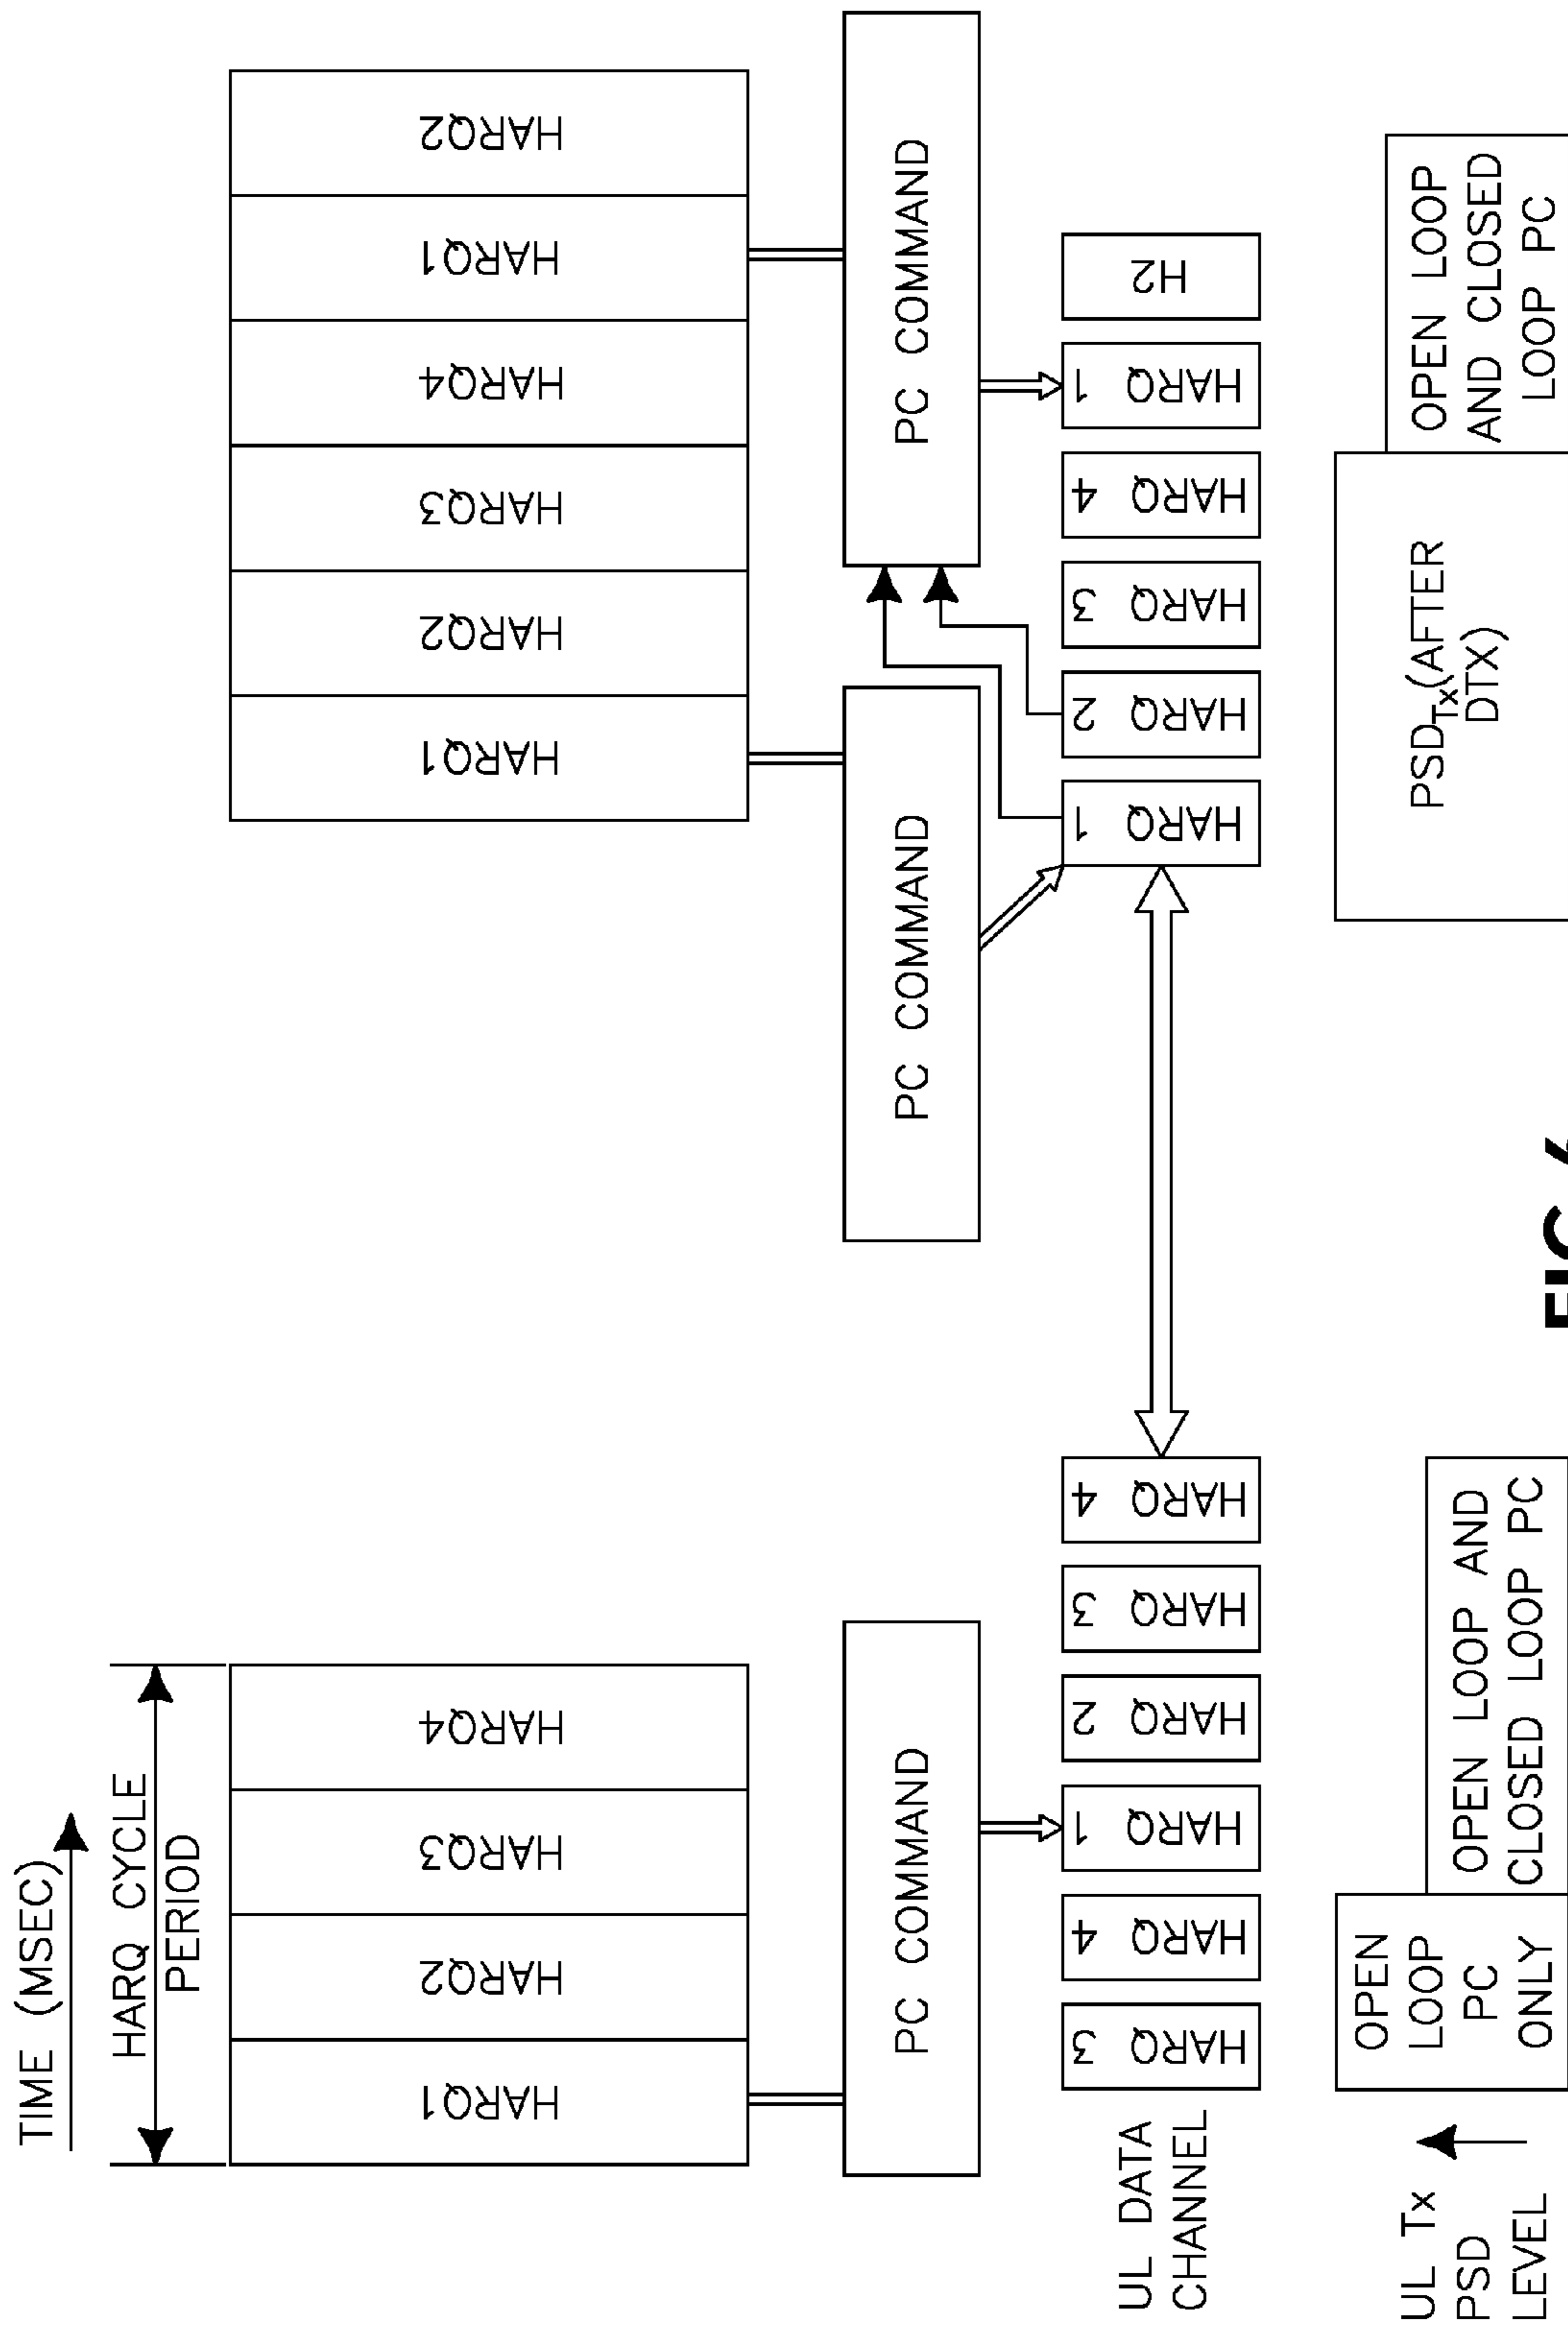 TIME (MSEC)
HARQ CYCLE
PERIOD
HARQ1
HARQ2
HARQ3
HARQ4
HARQ1
HARQ2
HARQ3
HARQ4
HARQ1
HARQ2
PC COMMAND
PC COMMAND
PC COMMAND
UL DATA
CHANNEL
HARQ 3
HARQ 4
HARQ 1
HARQ 2
HARQ 3
HARQ 4
HARQ 1
HARQ 2
HARQ 3
HARQ 4
HARQ 1
H2
UL Tx
PSD
LEVEL
OPEN
LOOP
PC
ONLY
OPEN LOOP AND
CLOSED LOOP PC
PSDTx(AFTER
DTX)
OPEN LOOP
AND CLOSED
LOOP PC